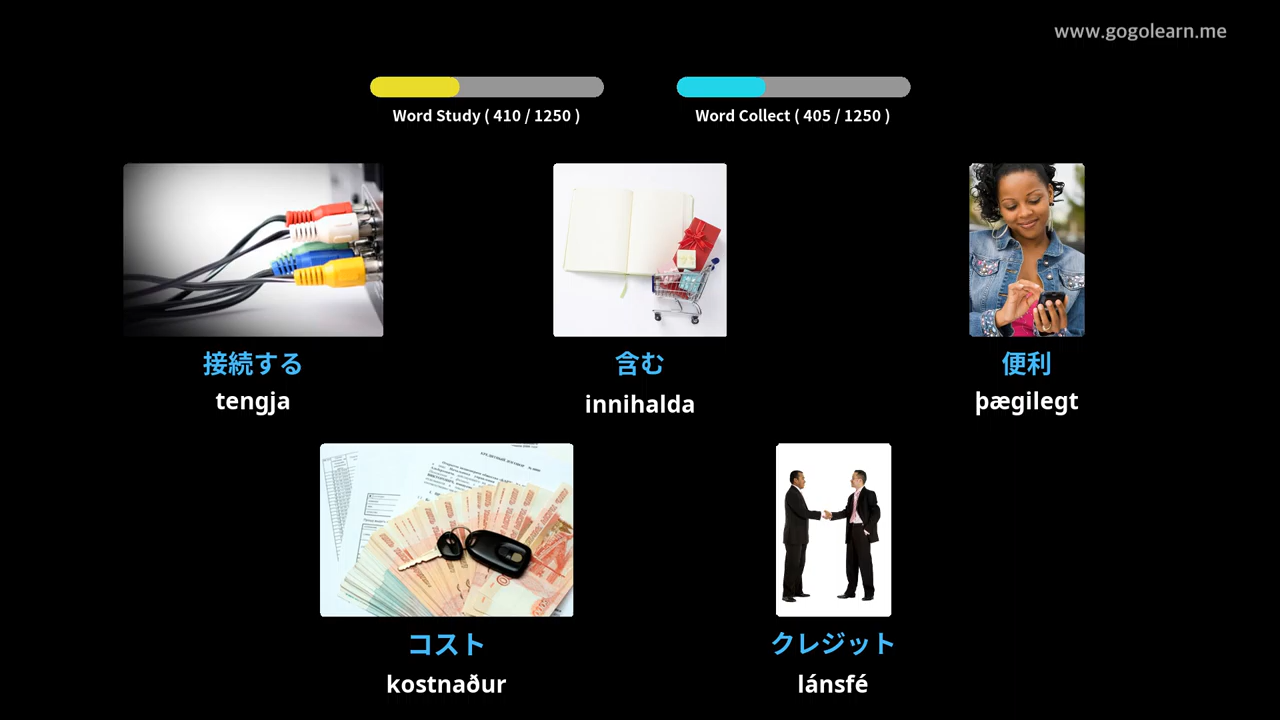 www.gogolearn.me
Word Study ( 410 / 1250 )
Word Collect ( 405 / 1250 )
接続する
含む
便利
tengja
innihalda
þægilegt
コスト
クレジット
kostnaður
lánsfé